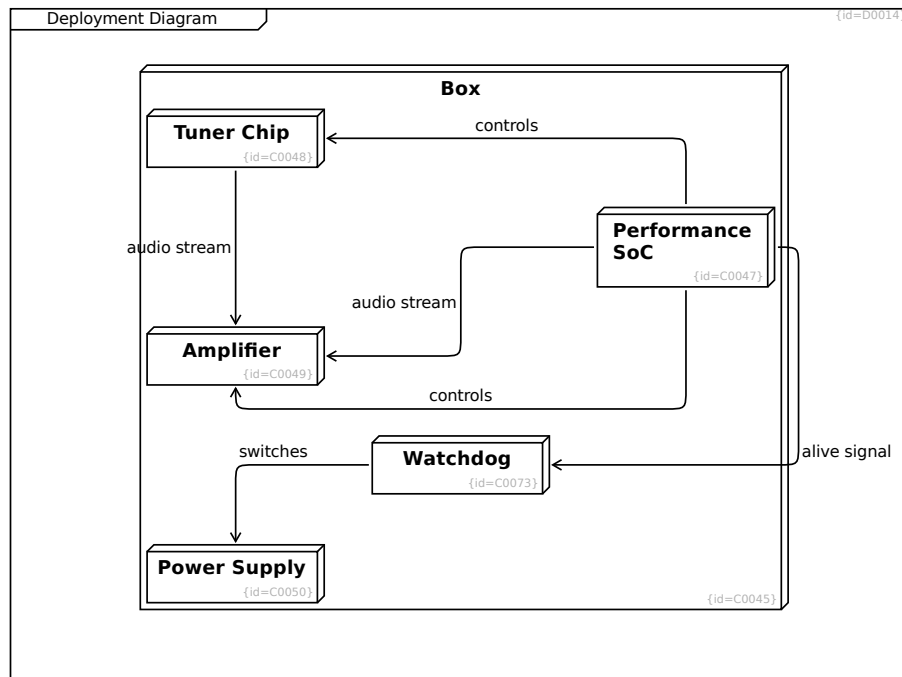 Deployment Diagram
{id=D0014}
Box
Tuner Chip
{id=C0048}
controls
Performance
SoC
{id=C0047}
audio stream
audio stream
Amplifier
{id=C0049}
controls
switches
Watchdog
{id=C0073}
alive signal
Power Supply
{id=C0050}
{id=C0045}